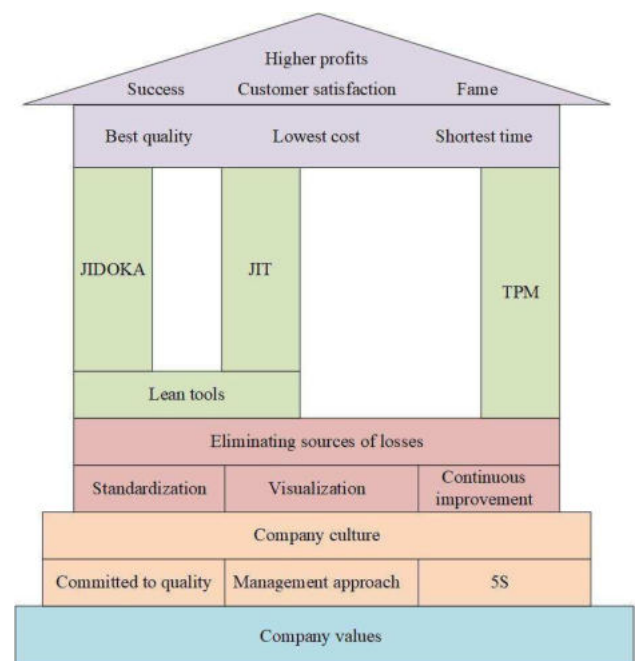 Higher profits
Success Customer satisfaction Fame
Best quality Lowest cost Shortest time
JIDOKA JIT
TPM
Lean tools
Eliminating sources of losses
Standardization Visualization Continuous
improvement
Company culture
Committed to quality Management approach 5S
Company values